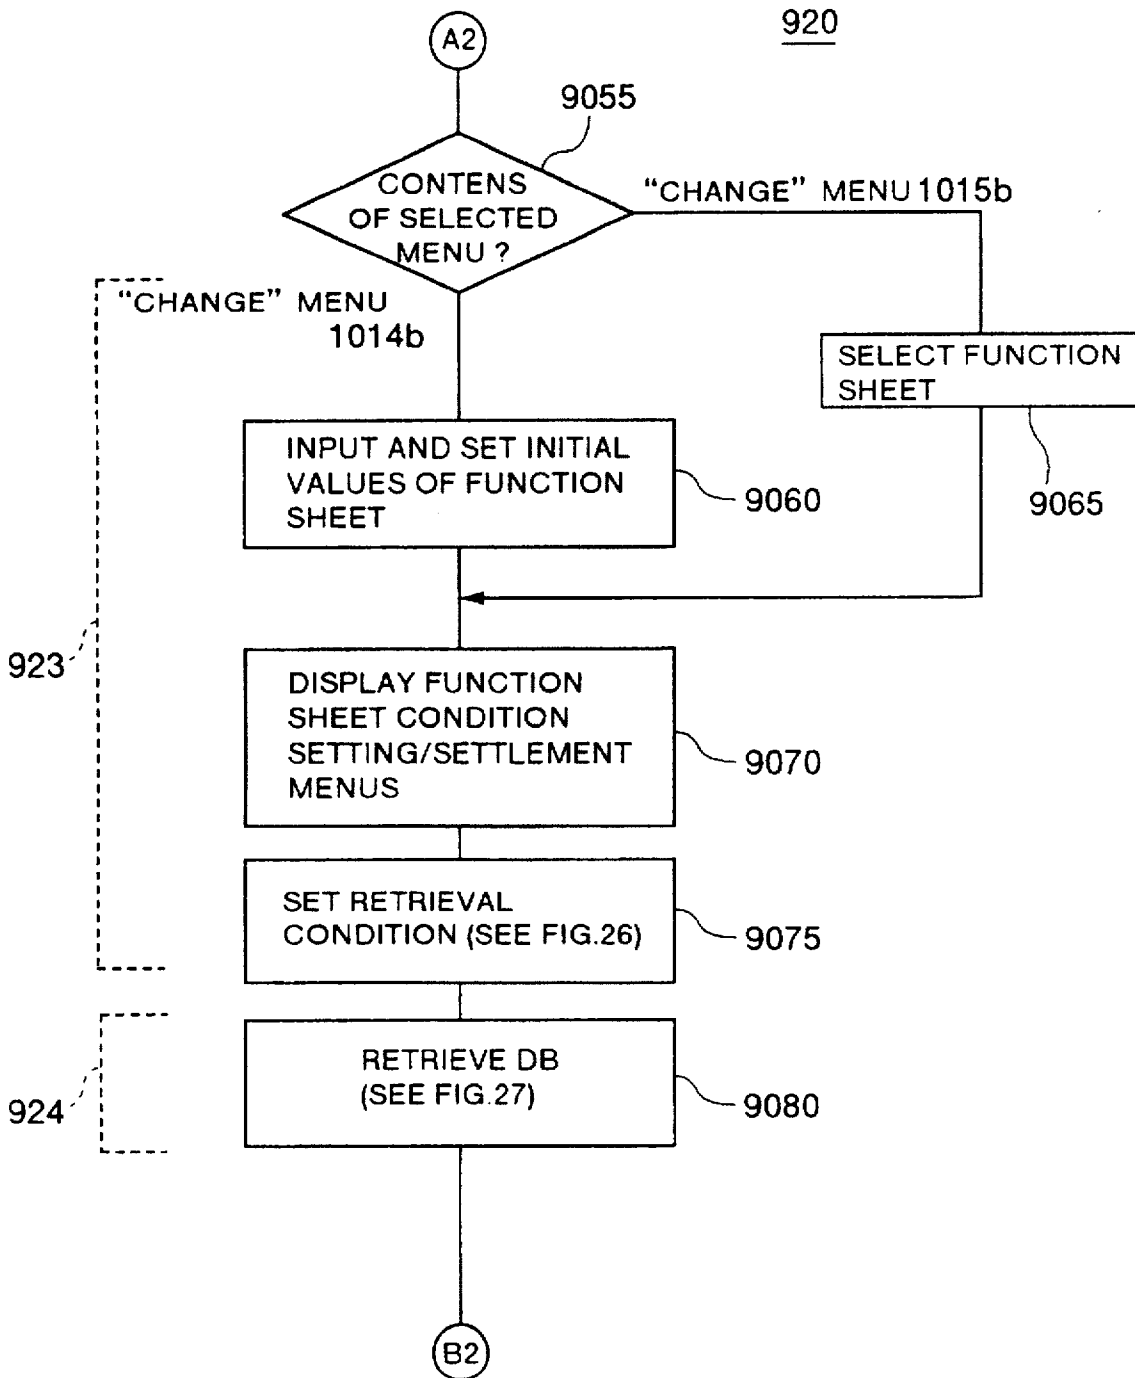 920
A2
9055
CONTENS
OF SELECTED
MENU ?
“CHANGE” MENU 1015b
“CHANGE” MENU
1014b
SELECT FUNCTION
SHEET
9065
INPUT AND SET INITIAL
VALUES OF FUNCTION
SHEET
9060
923
DISPLAY FUNCTION
SHEET CONDITION
SETTING/SETTLEMENT
MENUS
9070
SET RETRIEVAL
CONDITION (SEE FIG.26)
9075
924
RETRIEVE DB
(SEE FIG.27)
9080
B2